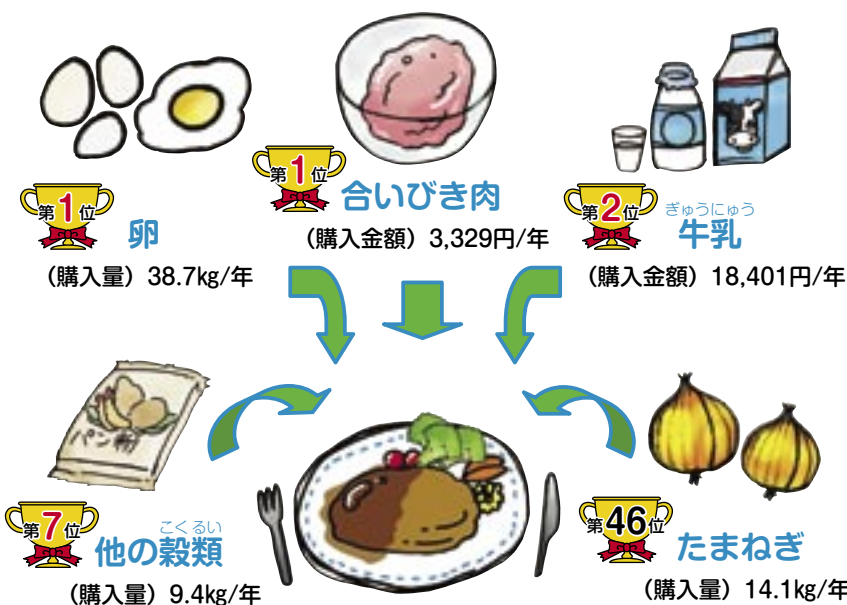 第1位
卵
(購入量)38.7kg/年
第1位
合いびき肉
(購入金額)3,329円/年
第2位
ぎゅうにゅう
牛乳
(購入金額)18,401円/年
パン粉
第7位
こくるい
他の穀類
(購入量)9.4kg/年
第46位
たまねぎ
(購入量)14.1kg/年